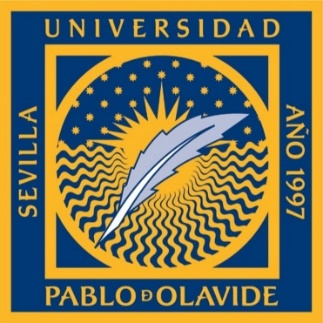 UNIVERSIDAD
SEVILLA
AÑO 1997
PABLO Ð OLAVIDE